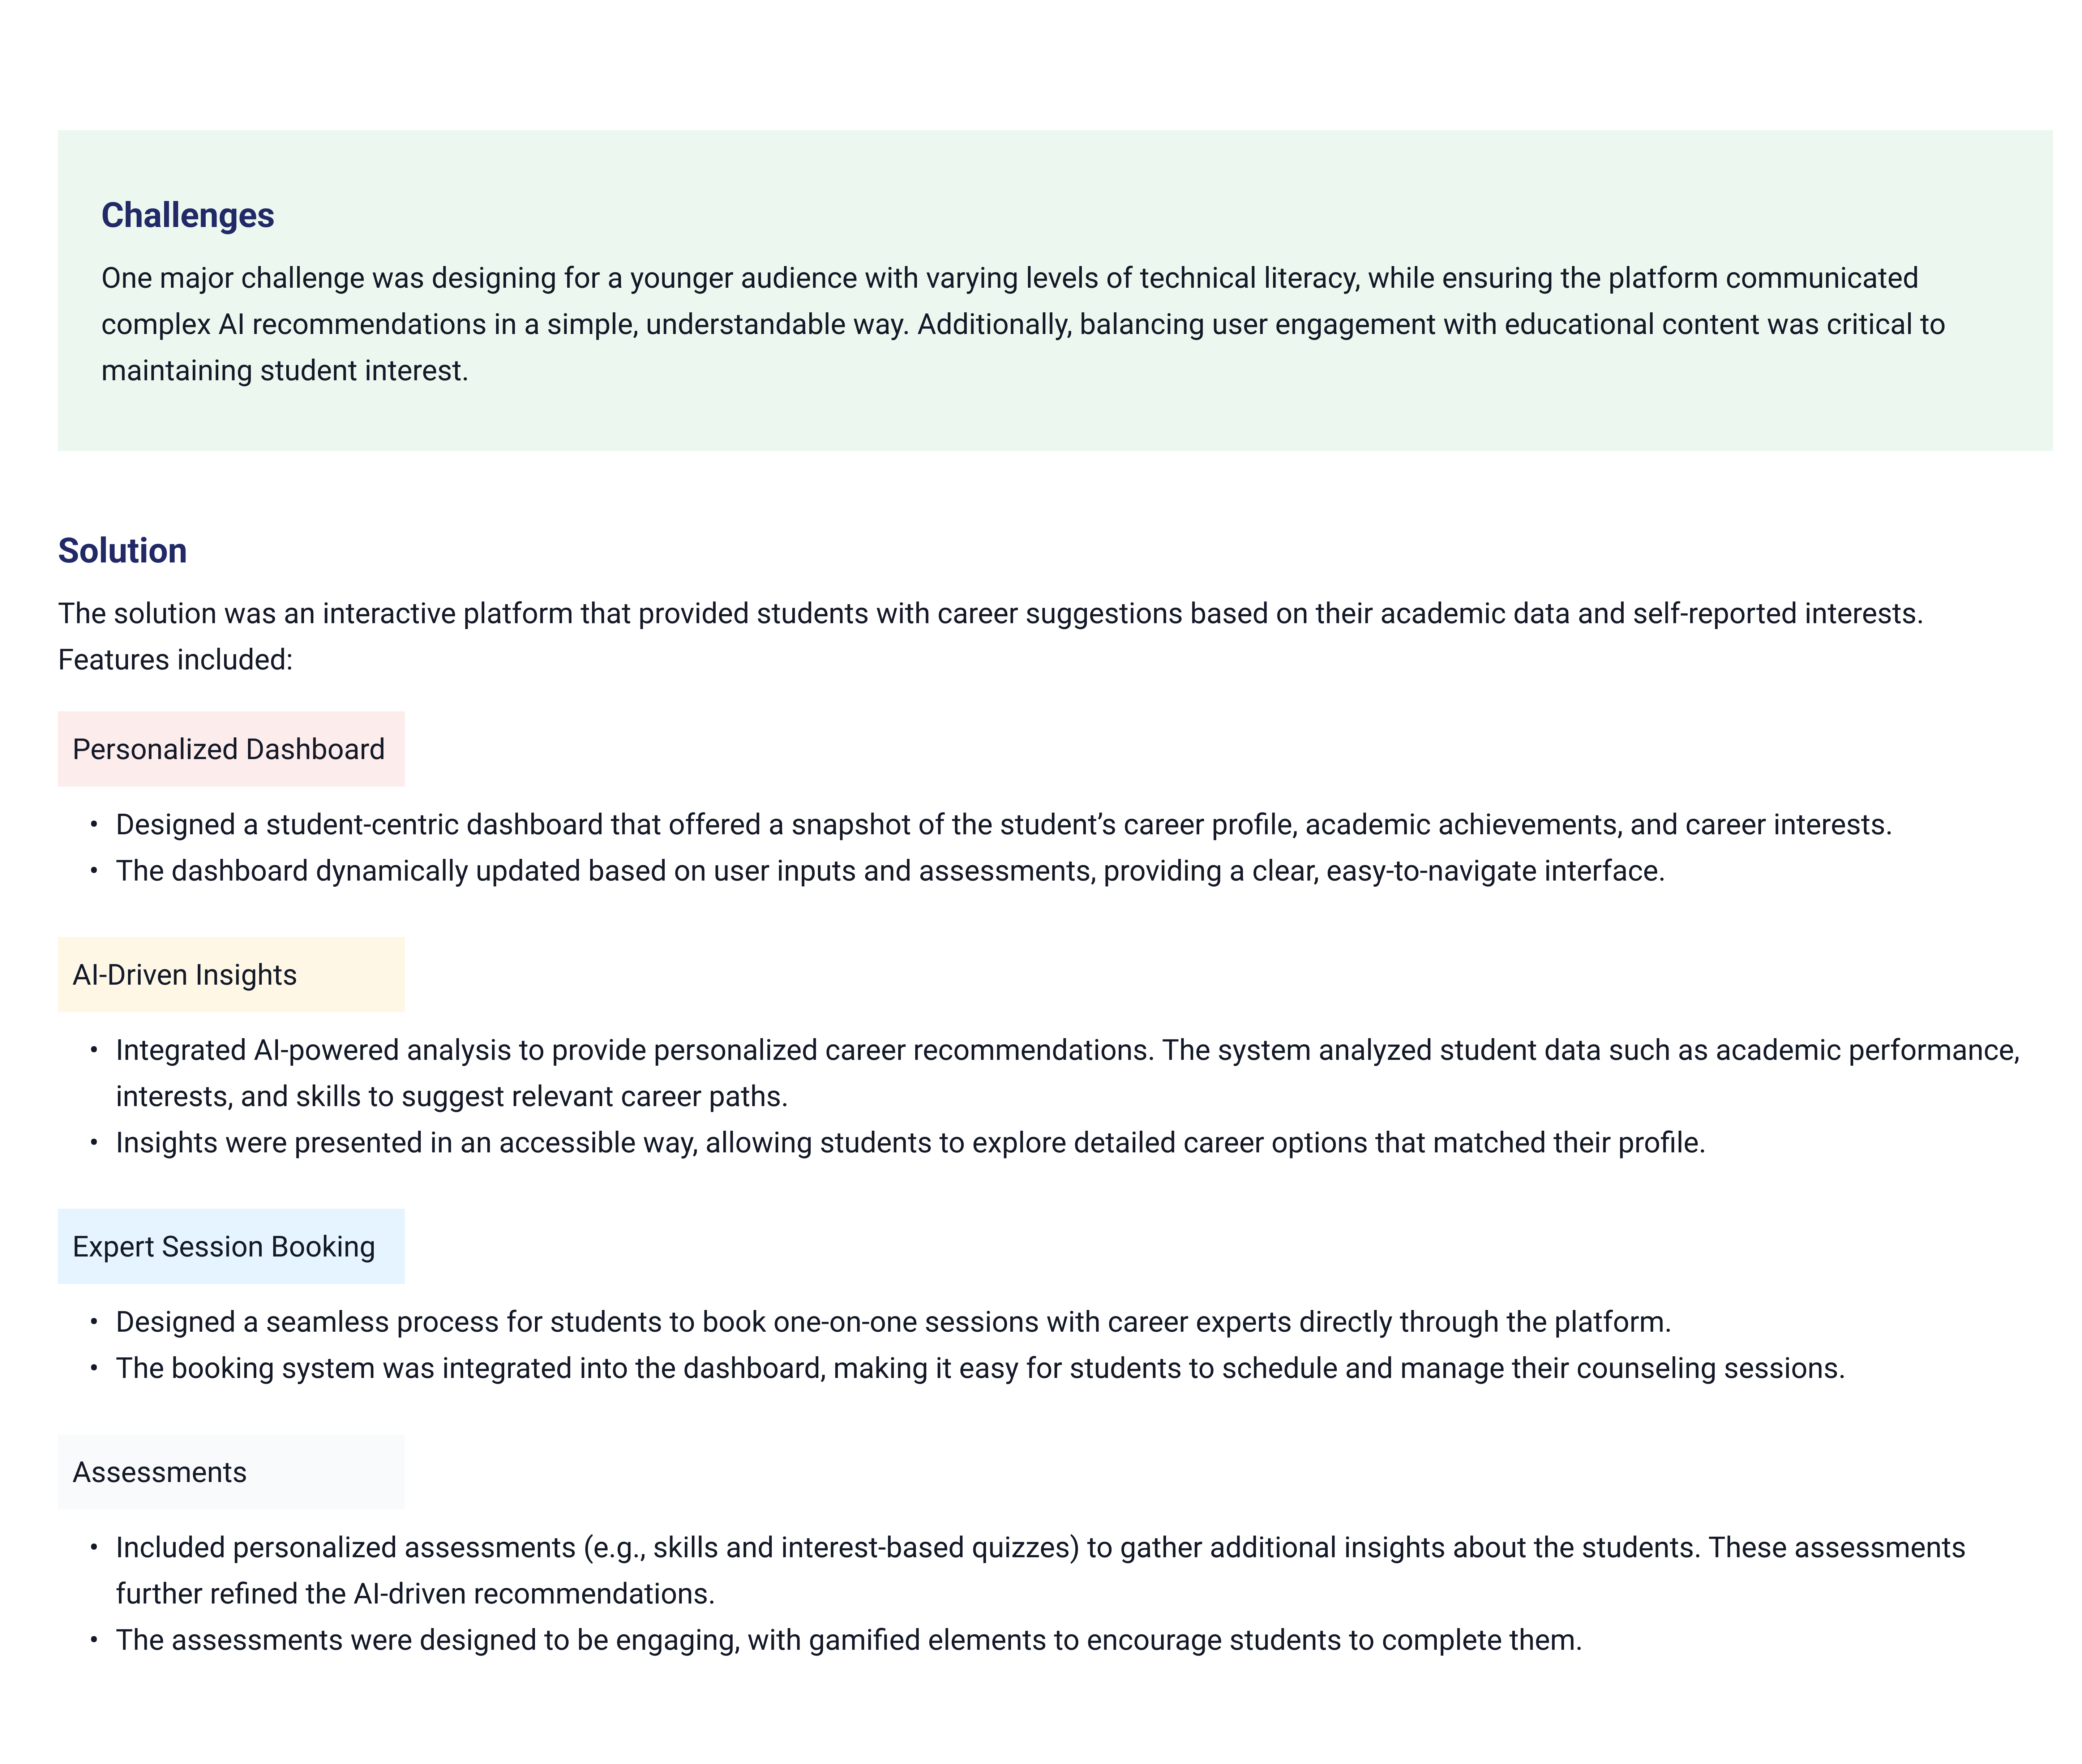 Challenges
One major challenge was designing for a younger audience with varying levels of technical literacy, while ensuring the platform communicated
complex AI recommendations in a simple, understandable way. Additionally, balancing user engagement with educational content was critical to
maintaining student interest.
Solution
The solution was an interactive platform that provided students with career suggestions based on their academic data and self-reported interests.
Features included:
Personalized Dashboard
• Designed a student-centric dashboard that offered a snapshot of the student’s career profile, academic achievements, and career interests.
• The dashboard dynamically updated based on user inputs and assessments, providing a clear, easy-to-navigate interface.
AI-Driven Insights
• Integrated AI-powered analysis to provide personalized career recommendations. The system analyzed student data such as academic performance,
interests, and skills to suggest relevant career paths.
• Insights were presented in an accessible way, allowing students to explore detailed career options that matched their profile.
Expert Session Booking
• Designed a seamless process for students to book one-on-one sessions with career experts directly through the platform.
• The booking system was integrated into the dashboard, making it easy for students to schedule and manage their counseling sessions.
Assessments
• Included personalized assessments (e.g., skills and interest-based quizzes) to gather additional insights about the students. These assessments
further refined the AI-driven recommendations.
• The assessments were designed to be engaging, with gamified elements to encourage students to complete them.